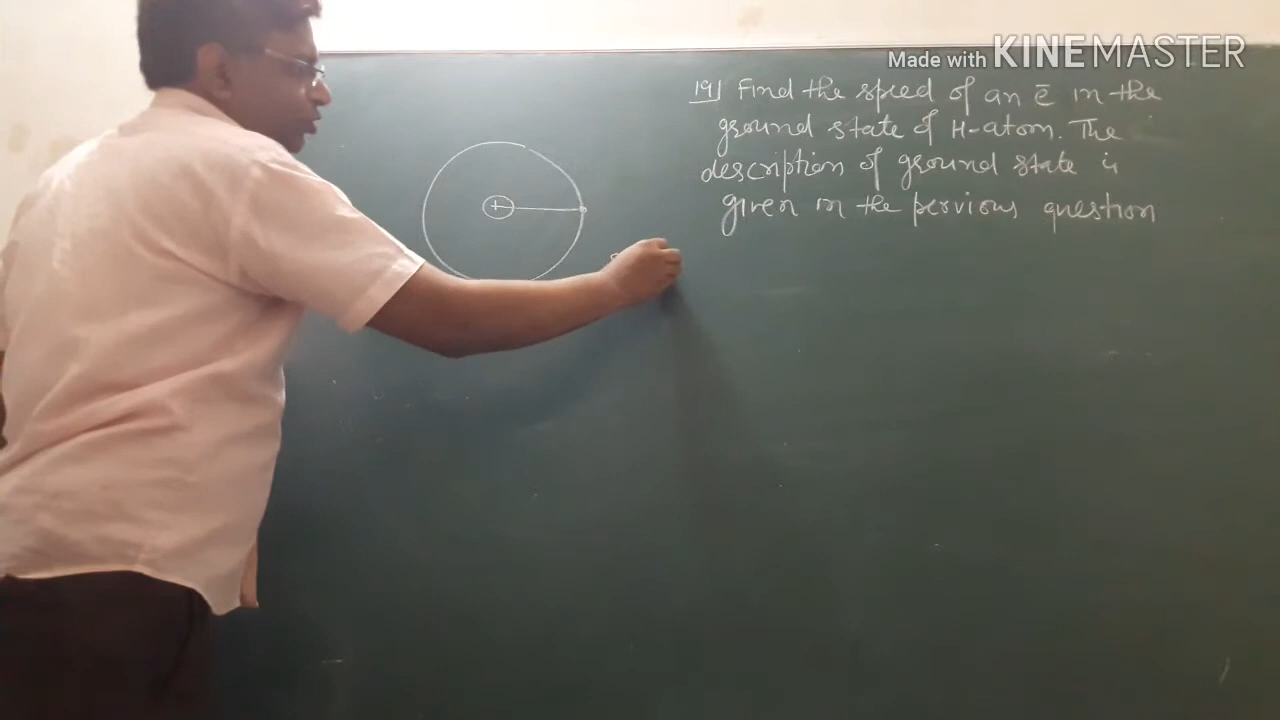 Made with KINEMASTER
19) Find the speed of an ē in the
ground state of H-atom. The
description of ground state is
given in the pervious question
+